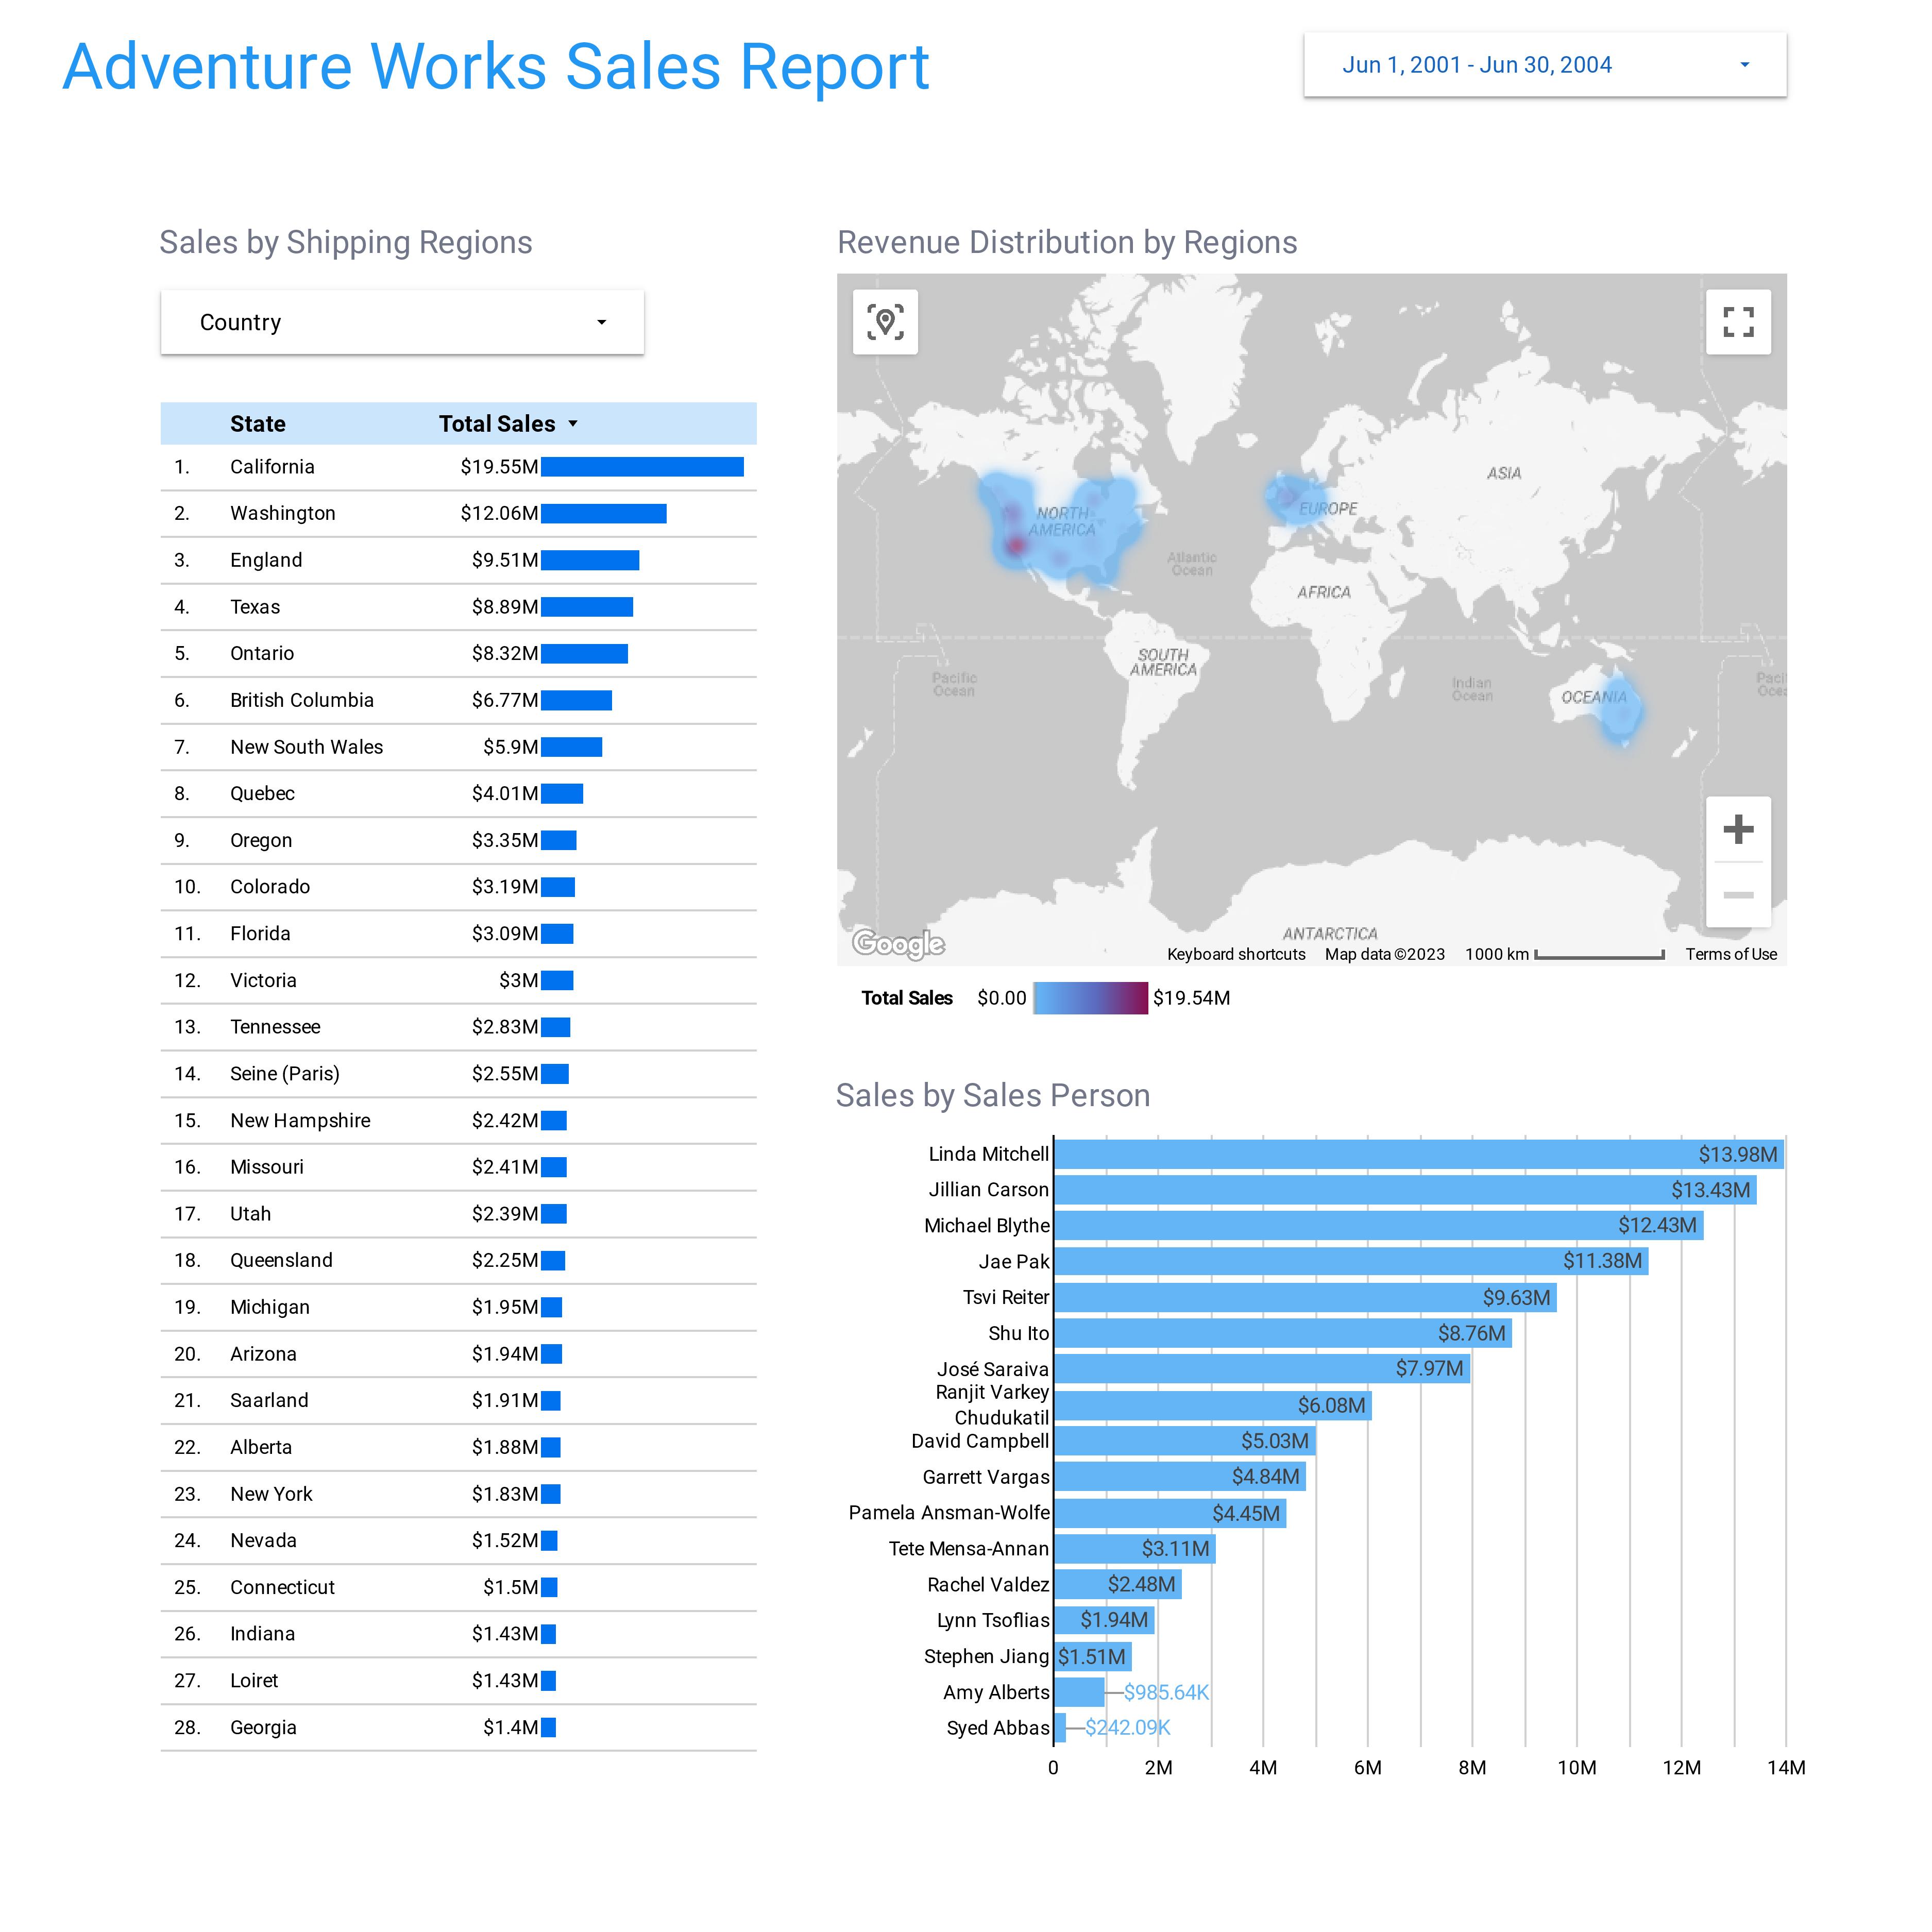 Adventure Works Sales Report
Jun 1, 2001 - Jun 30, 2004
Sales by Shipping Regions
Country
State Total Sales
1. California $19.55M
2. Washington $12.06M
3. England $9.51M
4. Texas $8.89M
5. Ontario $8.32M
6. British Columbia $6.77M
7. New South Wales $5.9M
8. Quebec $4.01M
9. Oregon $3.35M
10. Colorado $3.19M
11. Florida $3.09M
12. Victoria $3M
13. Tennessee $2.83M
14. Seine (Paris) $2.55M
15. New Hampshire $2.42M
16. Missouri $2.41M
17. Utah $2.39M
18. Queensland $2.25M
19. Michigan $1.95M
20. Arizona $1.94M
21. Saarland $1.91M
22. Alberta $1.88M
23. New York $1.83M
24. Nevada $1.52M
25. Connecticut $1.5M
26. Indiana $1.43M
27. Loiret $1.43M
28. Georgia $1.4M
Revenue Distribution by Regions
ASIA
NORTH
AMERICA
EUROPE
Atlantic
Ocean
AFRICA
SOUTH
AMERICA
Pacific
Ocean
Indian
Ocean
OCEANIA
Pacif
Ocea
ANTARCTICA
Google
Keyboard shortcuts Map data ©2023 1000 km Terms of Use
Total Sales $0.00 $19.54M
Sales by Sales Person
Linda Mitchell $13.98M
Jillian Carson $13.43M
Michael Blythe $12.43M
Jae Pak $11.38M
Tsvi Reiter $9.63M
Shu Ito $8.76M
José Saraiva $7.97M
Ranjit Varkey
Chudukatil $6.08M
David Campbell $5.03M
Garrett Vargas $4.84M
Pamela Ansman-Wolfe $4.45M
Tete Mensa-Annan $3.11M
Rachel Valdez $2.48M
Lynn Tsoflias $1.94M
Stephen Jiang $1.51M
Amy Alberts $985.64K
Syed Abbas $242.09K
0 2M 4M 6M 8M 10M 12M 14M